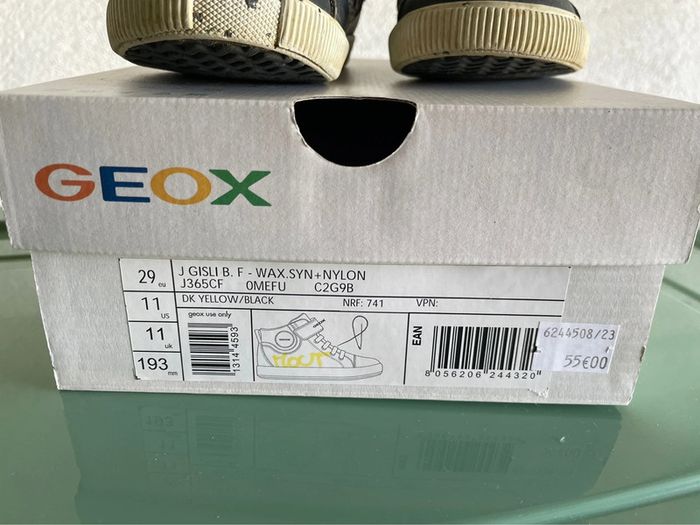 GEOX
29 eu
11 us
11 uk
193 mm
J GISLI B. F - WAX.SYN+NYLON
J365CF 0MEFU C2G9B
DK YELLOW/BLACK NRF: 741 VPN:
geox use only
13144593
EAN
8 056206 244320
6244508/23
55€00